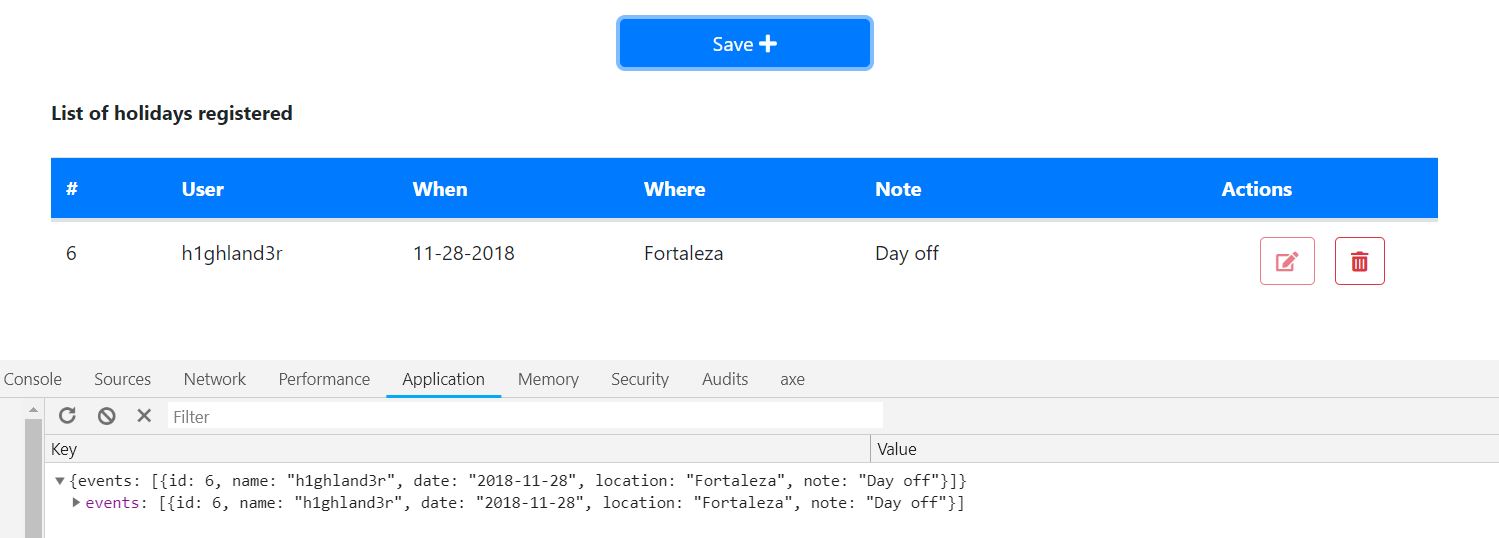 Save
List of holidays registered
# User When Where Note Actions
6 h1ghland3r 11-28-2018 Fortaleza Day off
Console Sources Network Performance Application Memory Security Audits axe
Filter
Key Value
{events: [{id: 6, name: "h1ghland3r", date: "2018-11-28", location: "Fortaleza", note: "Day off"}]}
events: [{id: 6, name: "h1ghland3r", date: "2018-11-28", location: "Fortaleza", note: "Day off"}]